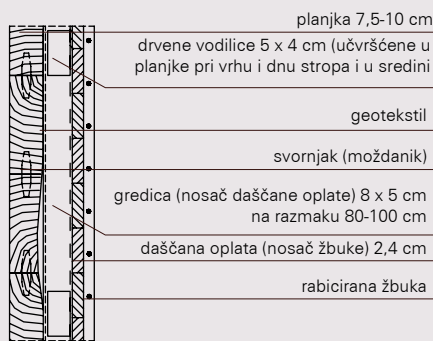 planjka 7,5-10 cm
drvene vodilice 5 x 4 cm (učvršćene u
planjke pri vrhu i dnu stropa i u sredini
geotekstil
svornjak (moždanik)
gredica (nosač daščane oplate) 8 x 5 cm
na razmaku 80-100 cm
daščana oplata (nosač žbuke) 2,4 cm
rabicirana žbuka